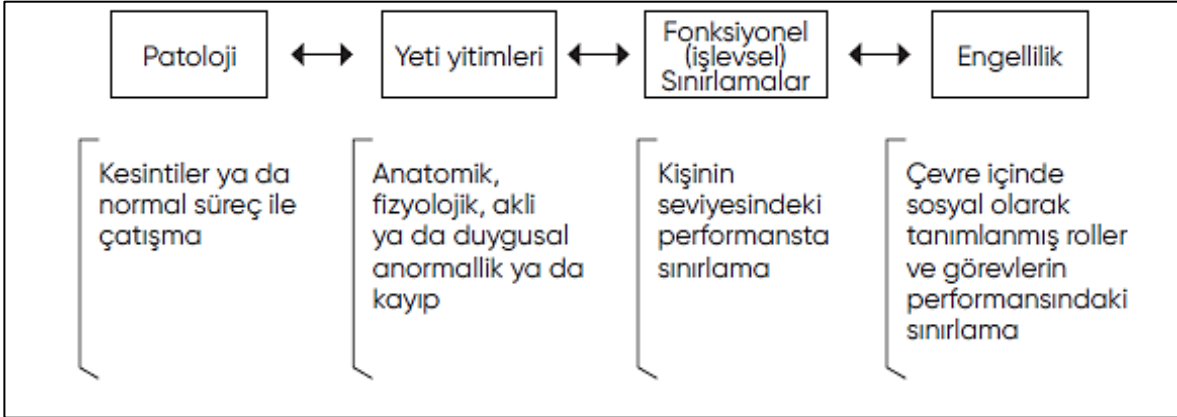 Patoloji
Yeti yitimleri
Fonksiyonel
(işlevsel)
Sınırlamalar
Engellilik
Kesintiler ya da
normal süreç ile
çatışma
Anatomik,
fizyolojik, akli
ya da duygusal
anormallik ya da
kayıp
Kişinin
seviyesindeki
performansta
sınırlama
Çevre içinde
sosyal olarak
tanımlanmış roller
ve görevlerin
performansındaki
sınırlama